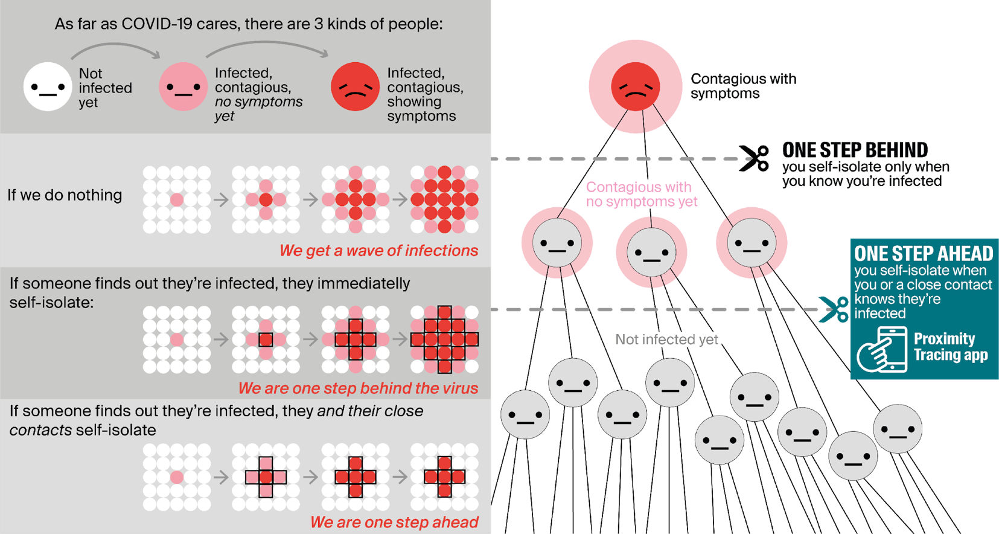 As far as COVID-19 cares, there are 3 kinds of people:
Not
infected
yet
Infected,
contagious,
no symptoms
yet
Infected,
contagious,
showing
symptoms
If we do nothing
We get a wave of infections
If someone finds out they're infected, they immediatelly
self-isolate:
We are one step behind the virus
If someone finds out they're infected, they and their close
contacts self-isolate
We are one step ahead
Contagious with
symptoms
ONE STEP BEHIND
you self-isolate only when
you know you're infected
Contagious with
no symptoms yet
ONE STEP AHEAD
you self-isolate when
you or a close contact
knows they're
infected
Proximity
Tracing app
Not infected yet